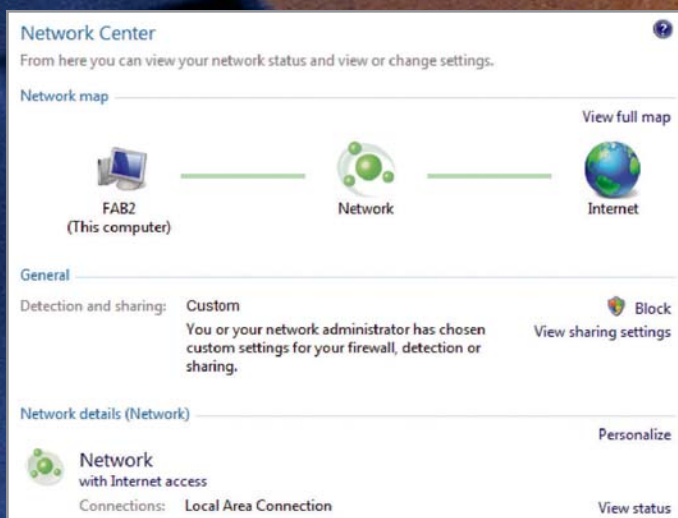 Network Center
From here you can view your network status and view or change settings.
Network map
View full map
FAB2
(This computer)
Network
Internet
General
Detection and sharing: Custom
Block
You or your network administrator has chosen
custom settings for your firewall, detection or
sharing.
View sharing settings
Network details (Network)
Personalize
Network
with Internet access
Connections: Local Area Connection
View status